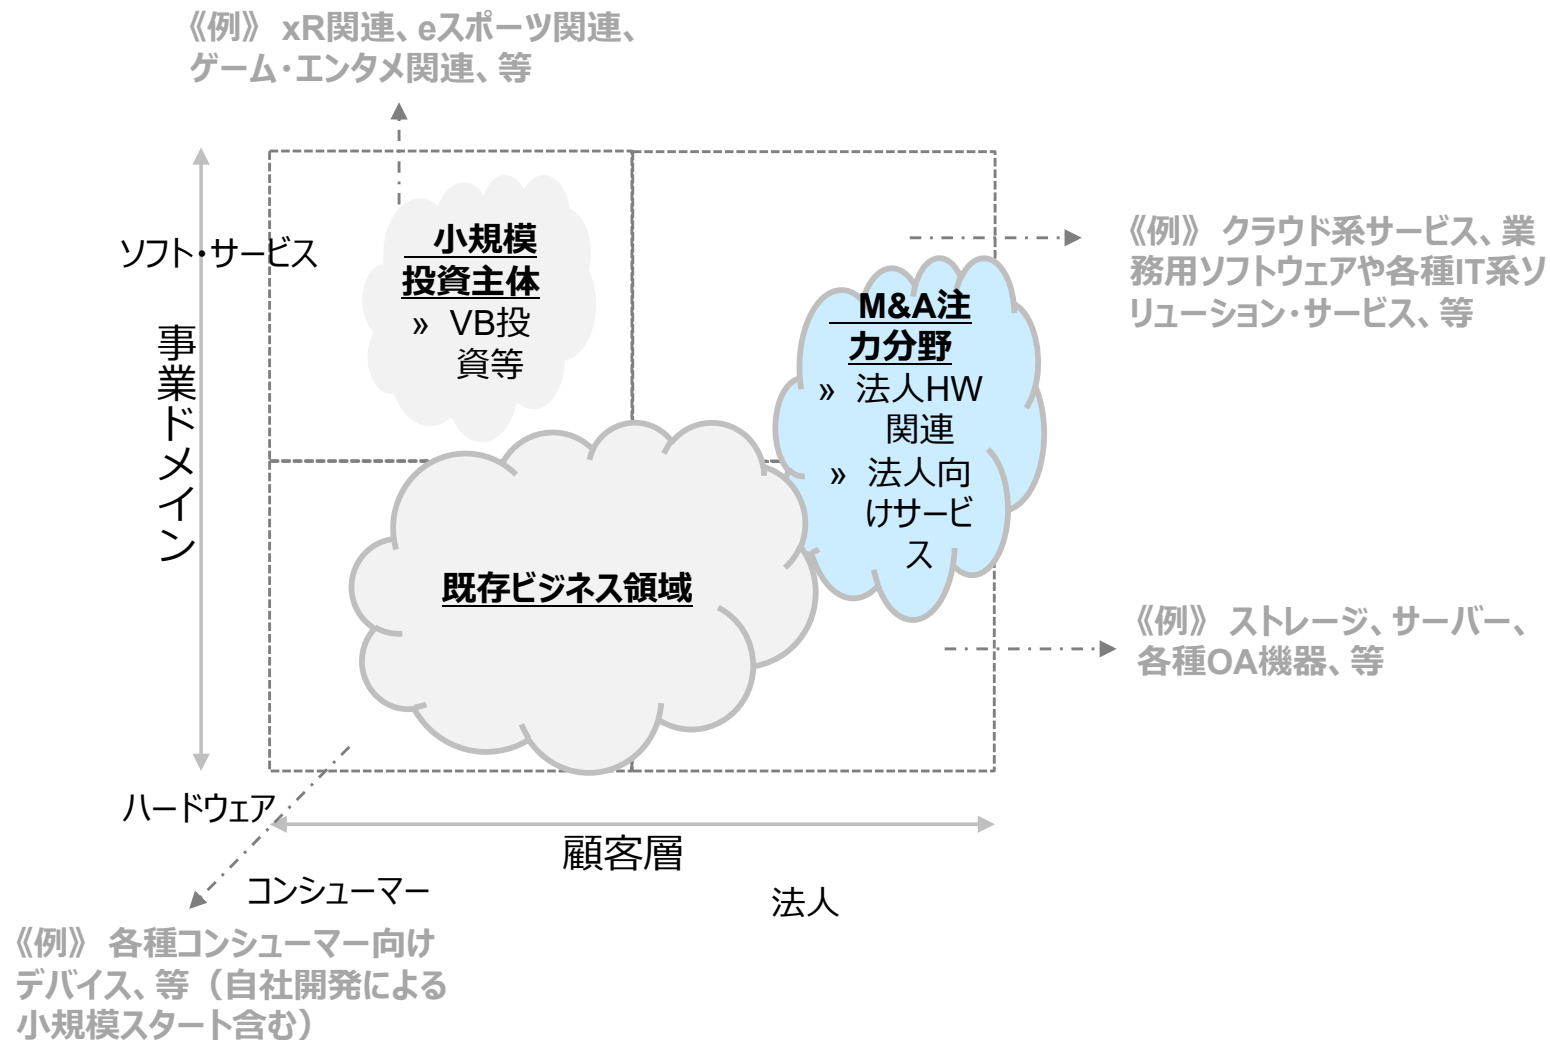 《例》 xR関連、eスポーツ関連、
ゲーム・エンタメ関連、等
ソフト・サービス
事業ドメイン
ハードウェア
小規模
投資主体
» VB投
資等
M&A注
力分野
» 法人HW
関連
» 法人向
けサービ
ス
既存ビジネス領域
《例》 クラウド系サービス、業
務用ソフトウェアや各種IT系ソ
リューション・サービス、等
《例》 ストレージ、サーバー、
各種OA機器、等
顧客層
コンシューマー
法人
《例》 各種コンシューマー向け
デバイス、等（自社開発による
小規模スタート含む）